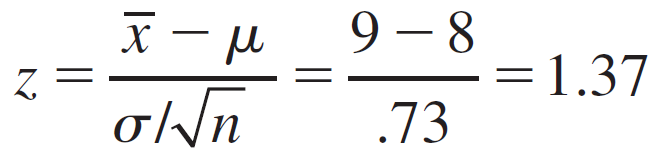 z = x̄ − μ / σ/√n = 9 − 8 / .73 = 1.37